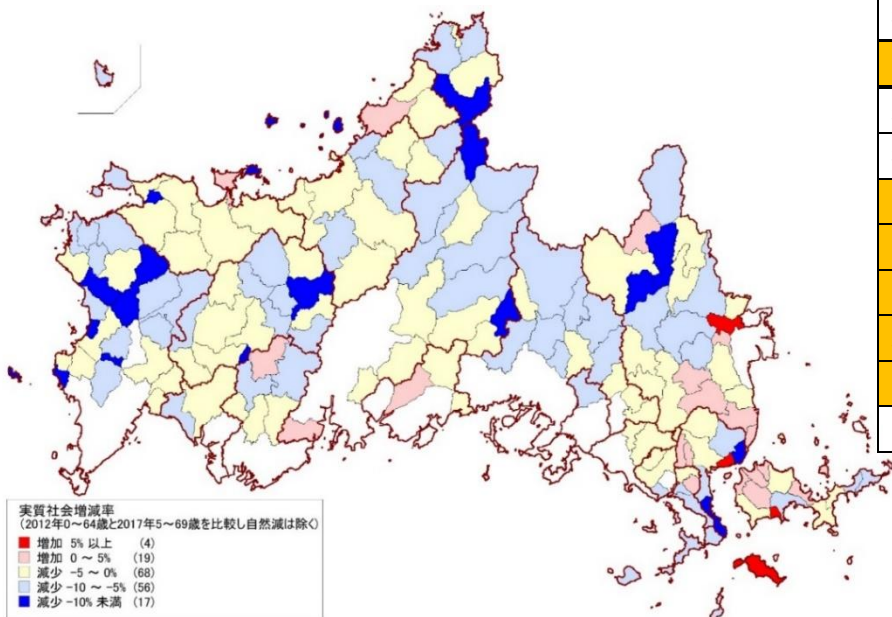 実質社会増減率
(2012年0～64歳と2017年5～69歳を比較し自然減は除く)
増加 5% 以上 (4)
増加 0 ～ 5% (19)
減少 -5 ～ 0% (68)
減少 -10 ～ -5% (56)
減少 -10% 未満 (17)